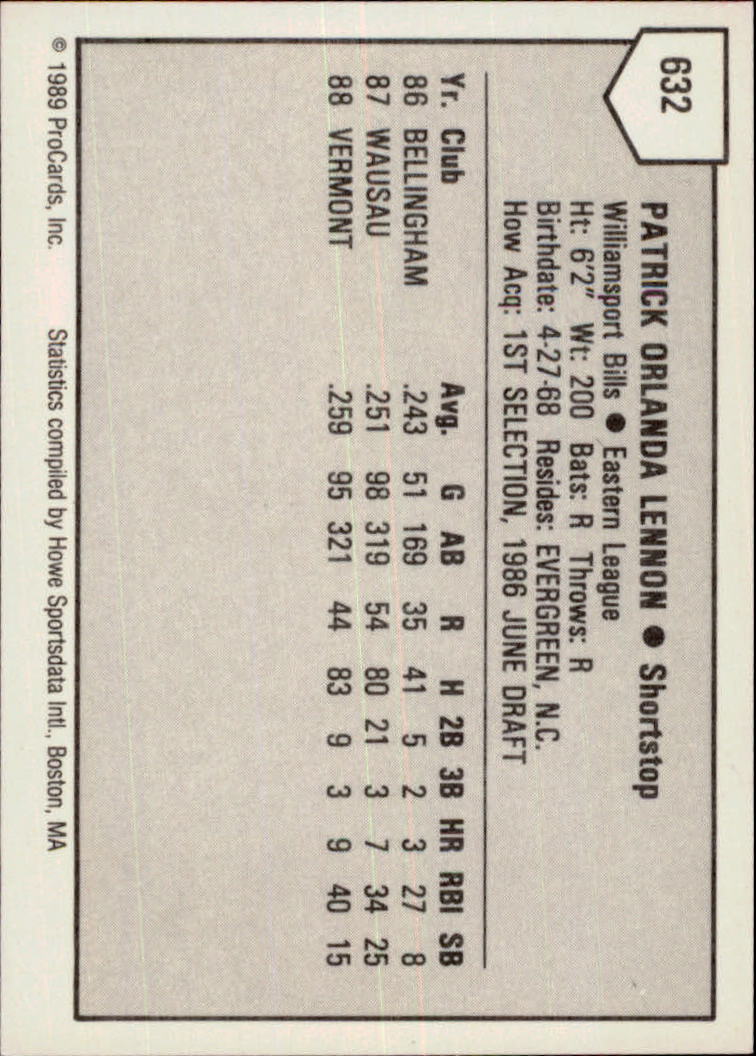 632
PATRICK ORLANDA LENNON ● Shortstop
Williamsport Bills ● Eastern League
Ht: 6'2" Wt: 200 Bats: R Throws: R
Birthdate: 4-27-68 Resides: EVERGREEN, N.C.
How Acq: 1ST SELECTION, 1986 JUNE DRAFT
Yr. Club Avg. G AB R H 2B 3B HR RBI SB
86 BELLINGHAM .243 51 169 35 41 5 2 3 27 8
87 WAUSAU .251 98 319 54 80 21 3 7 34 25
88 VERMONT .259 95 321 44 83 9 3 9 40 15
© 1989 ProCards, Inc. Statistics compiled by Howe Sportsdata Intl., Boston, MA